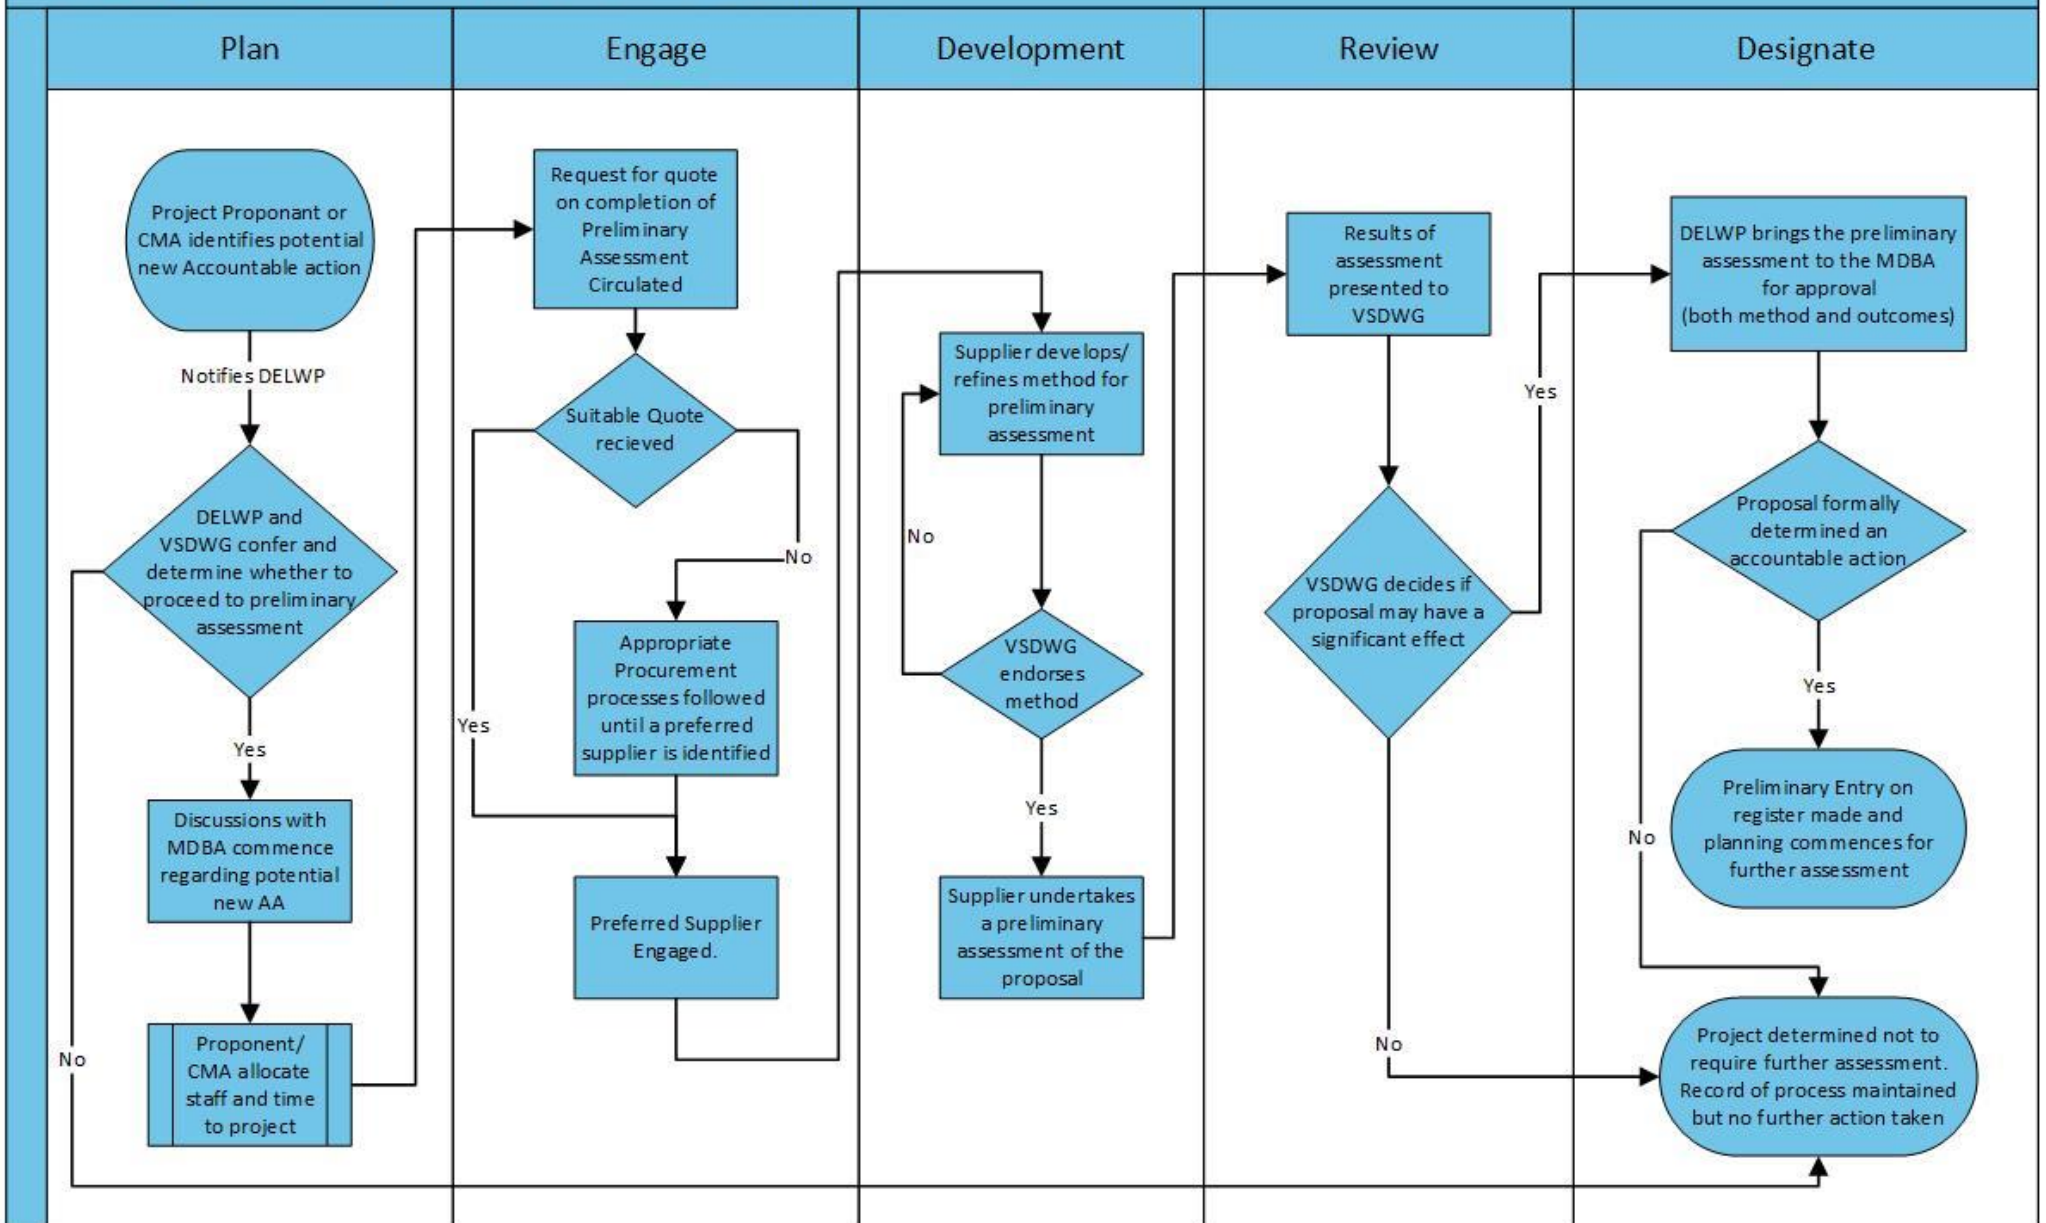 Plan
Engage
Development
Review
Designate
Project Proponant or
CMA identifies potential
new Accountable action
Notifies DELWP
DELWP and
VSDWG confer and
determine whether to
proceed to preliminary
assessment
Yes
No
Discussions with
MDBA commence
regarding potential
new AA
Proponent/
CMA allocate
staff and time
to project
Request for quote
on completion of
Preliminary
Assessment
Circulated
Suitable Quote
recieved
No
Yes
Appropriate
Procurement
processes followed
until a preferred
supplier is identified
Preferred Supplier
Engaged.
Supplier develops/
refines method for
preliminary
assessment
No
VSDWG
endorses
method
Yes
Supplier undertakes
a preliminary
assessment of the
proposal
Results of
assessment
presented to
VSDWG
VSDWG decides if
proposal may have a
significant effect
Yes
No
DELWP brings the preliminary
assessment to the MDBA
for approval
(both method and outcomes)
Proposal formally
determined an
accountable action
Yes
No
Preliminary Entry on
register made and
planning commences for
further assessment
Project determined not to
require further assessment.
Record of process maintained
but no further action taken